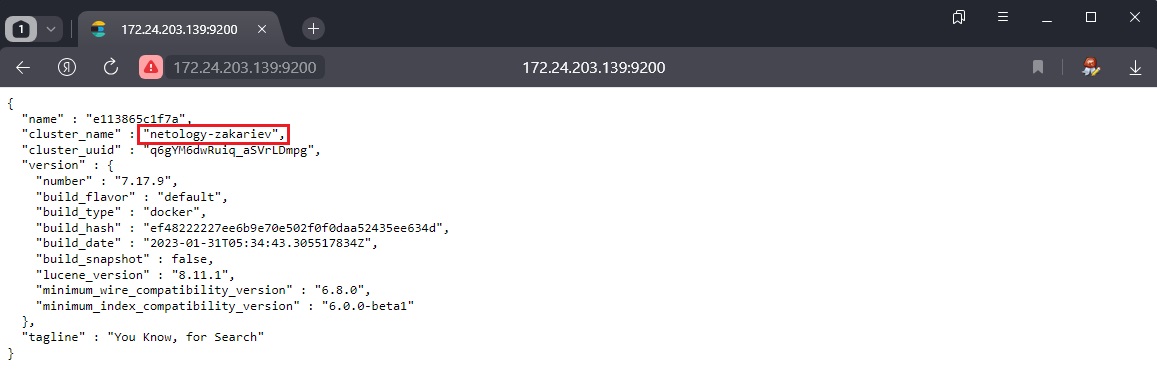 1
172.24.203.139:9200
172.24.203.139:9200 172.24.203.139:9200
{
"name" : "e113865c1f7a",
"cluster_name" : "netology-zakariev",
"cluster_uuid" : "q6gYM6dwRuiq_aSVrLDmpg",
"version" : {
"number" : "7.17.9",
"build_flavor" : "default",
"build_type" : "docker",
"build_hash" : "ef48222227ee6b9e70e502f0f0daa52435ee634d",
"build_date" : "2023-01-31T05:34:43.305517834Z",
"build_snapshot" : false,
"lucene_version" : "8.11.1",
"minimum_wire_compatibility_version" : "6.8.0",
"minimum_index_compatibility_version" : "6.0.0-beta1"
},
"tagline" : "You Know, for Search"
}